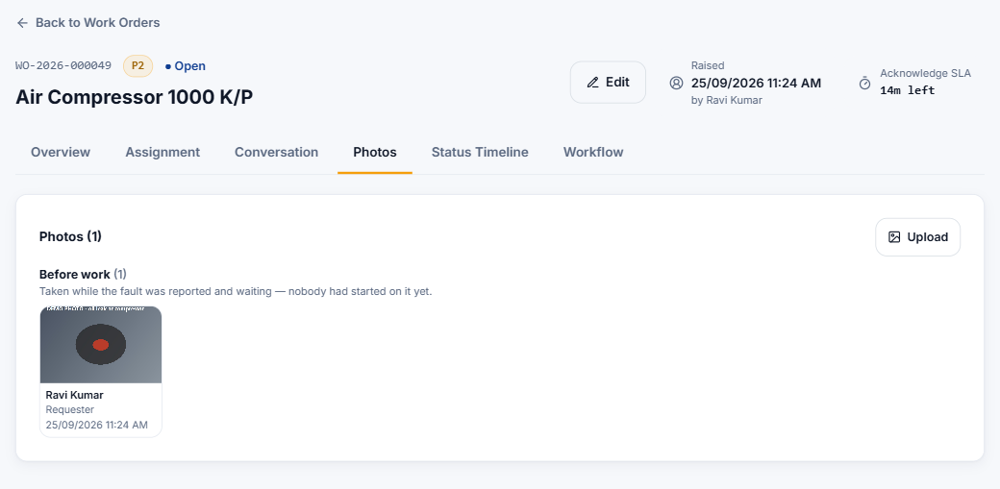 Back to Work Orders
WO-2026-000049 P2 Open
Air Compressor 1000 K/P
Edit
Raised
25/09/2026 11:24 AM
by Ravi Kumar
Acknowledge SLA
14m left
Overview Assignment Conversation Photos Status Timeline Workflow
Photos (1)
Upload
Before work (1)
Taken while the fault was reported and waiting — nobody had started on it yet.
Ravi Kumar
Requester
25/09/2026 11:24 AM